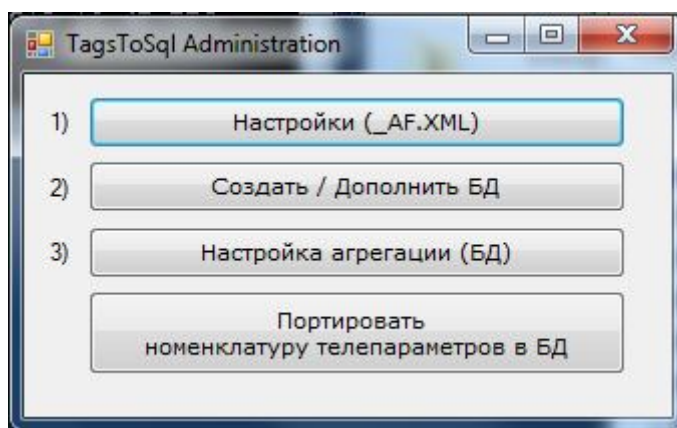 TagsToSql Administration
1) Настройки (_AF.XML)
2) Создать / Дополнить БД
3) Настройка агрегации (БД)
Портировать
номенклатуру телепараметров в БД